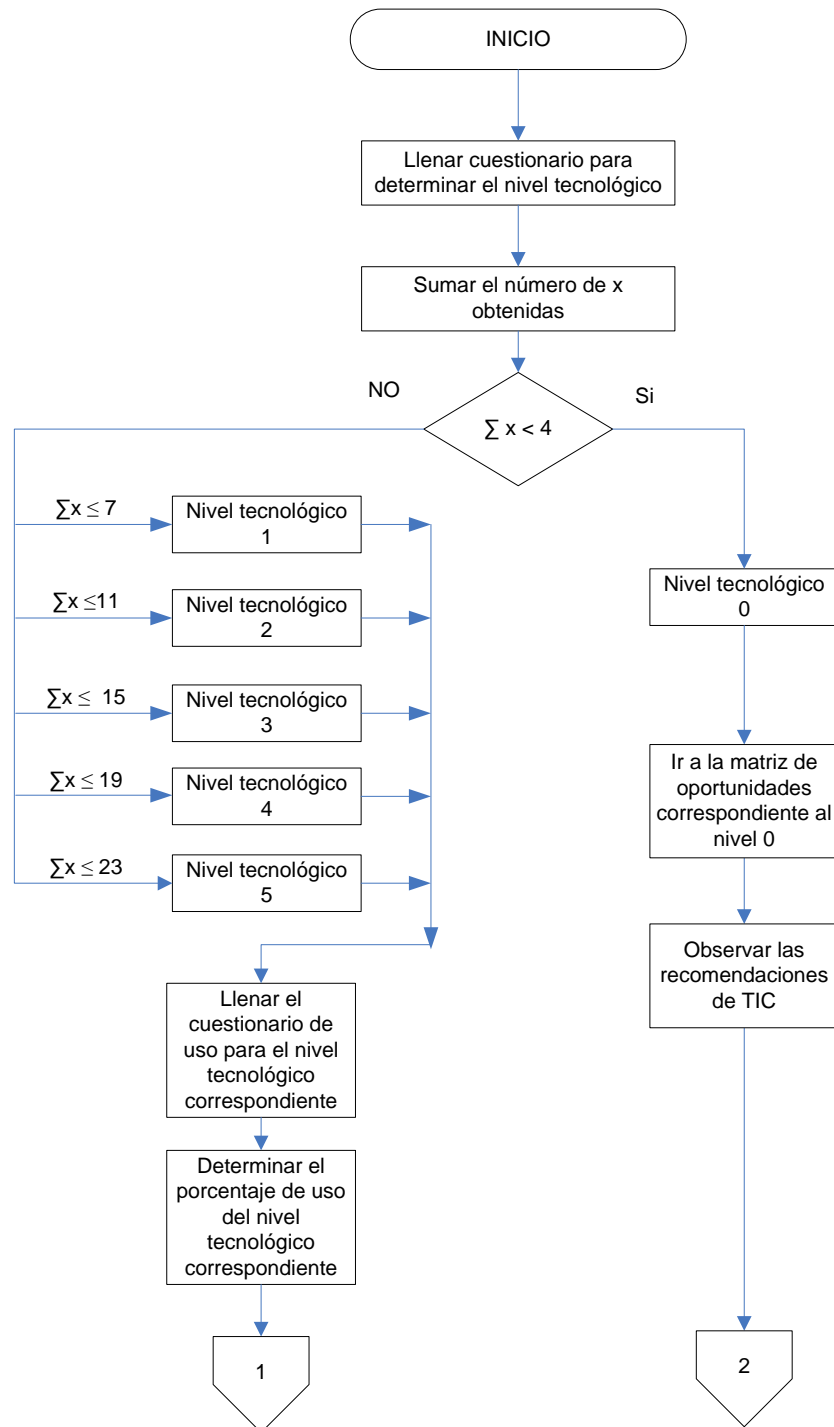 INICIO
Llenar cuestionario para
determinar el nivel tecnológico
Sumar el número de x
obtenidas
NO
Si
∑ x < 4
∑x ≤ 7
Nivel tecnológico
1
∑x ≤11
Nivel tecnológico
2
∑x ≤ 15
Nivel tecnológico
3
∑x ≤ 19
Nivel tecnológico
4
∑x ≤ 23
Nivel tecnológico
5
Llenar el
cuestionario de
uso para el nivel
tecnológico
correspondiente
Determinar el
porcentaje de uso
del nivel
tecnológico
correspondiente
1
Nivel tecnológico
0
Ir a la matriz de
oportunidades
correspondiente al
nivel 0
Observar las
recomendaciones
de TIC
2